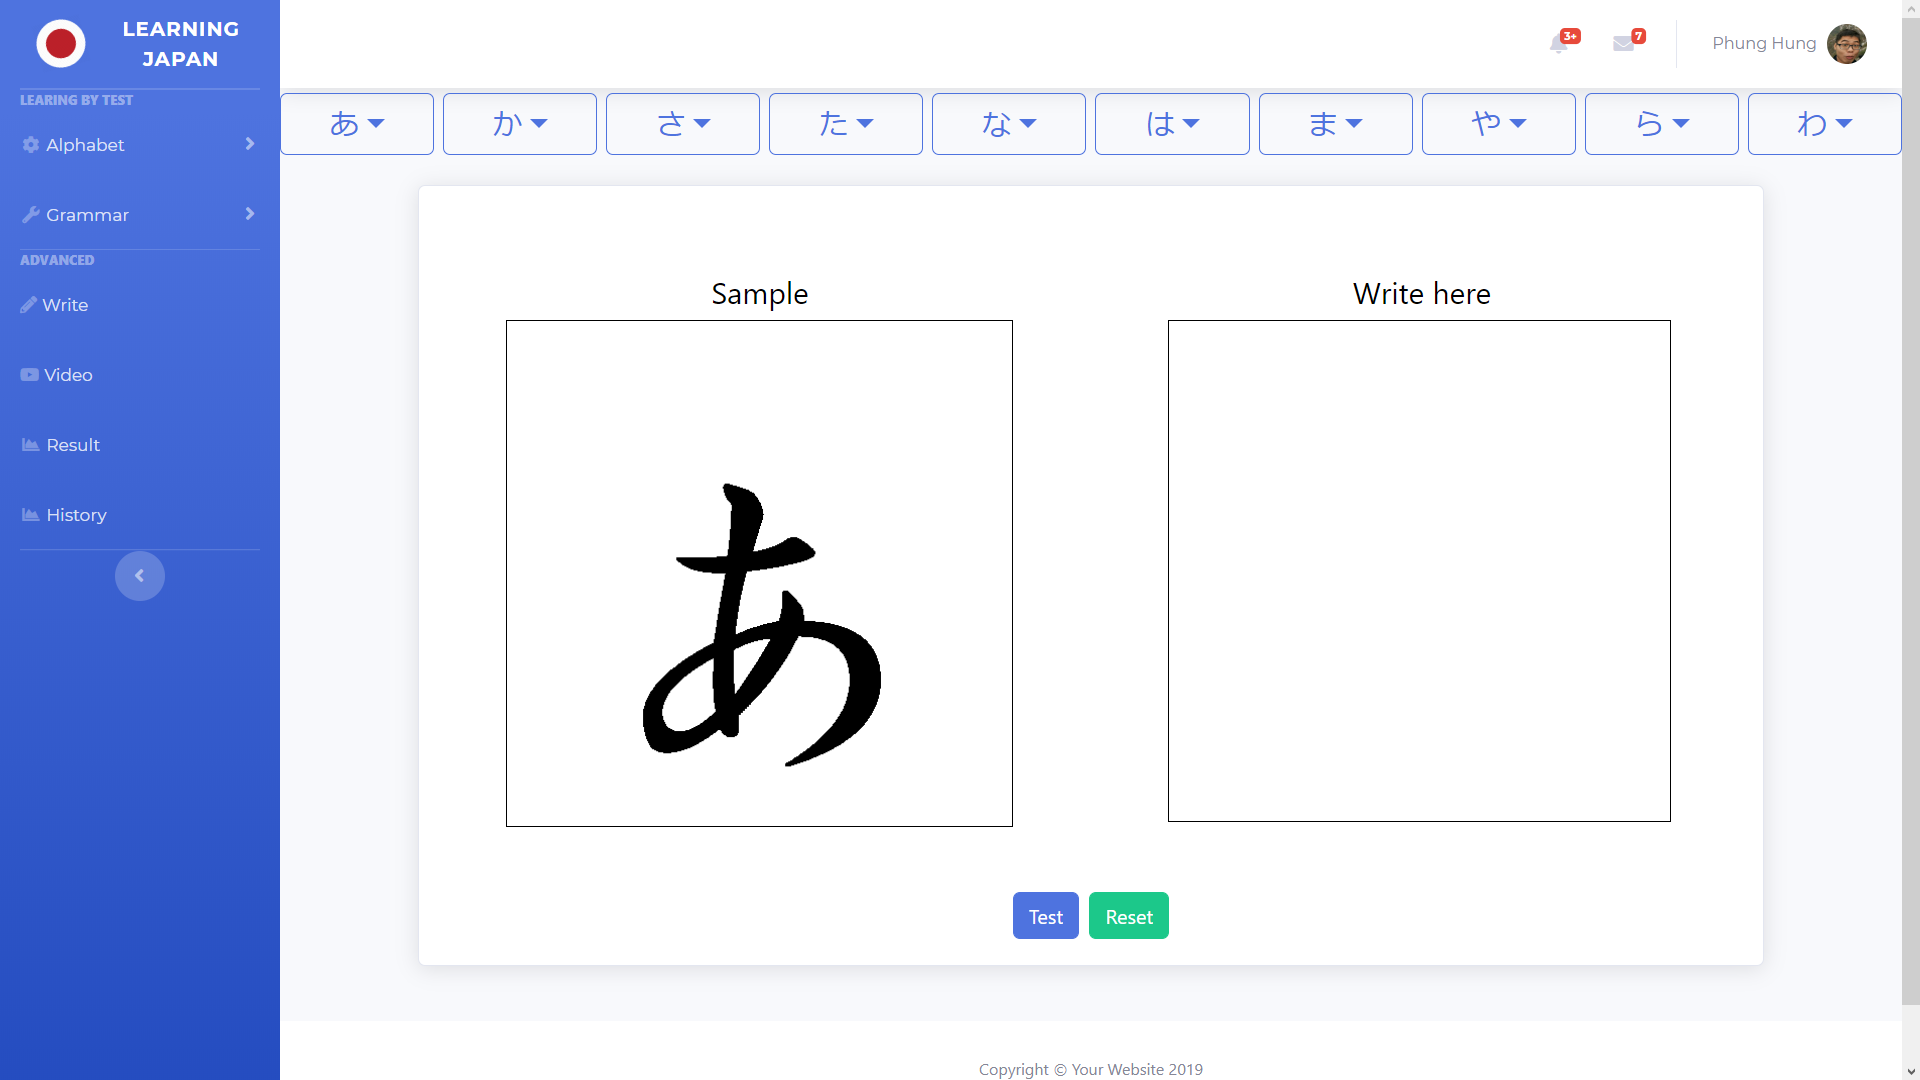 LEARNING
JAPAN
LEARING BY TEST
Alphabet
Grammar
ADVANCED
Write
Video
Result
History
3+
7
Phung Hung
あ か さ た な は ま や ら わ
Sample
Write here
あ
Test
Reset
Copyright © Your Website 2019